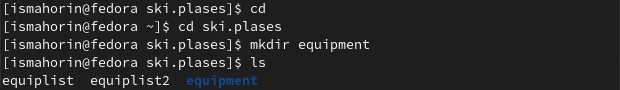 [ismahorin@fedora ski.plases]$ cd
[ismahorin@fedora ~]$ cd ski.plases
[ismahorin@fedora ski.plases]$ mkdir equipment
[ismahorin@fedora ski.plases]$ ls
equiplist  equiplist2  equipment